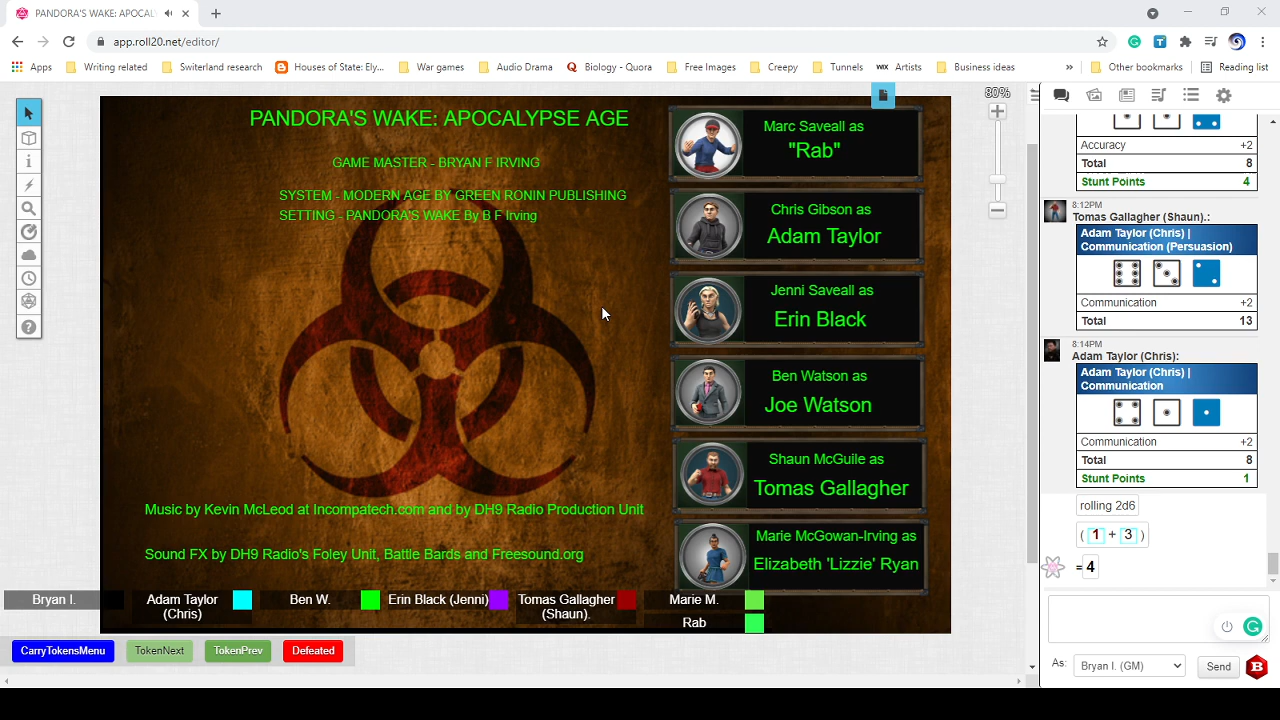 PANDORA'S WAKE: APOCAL
app.roll20.net/editor/
Apps
Writing related
Switerland research
Houses of State: Ely...
War games
Audio Drama
Biology - Quora
Free Images
Creepy
Tunnels
WIX Artists
Business ideas
»
Other bookmarks
Reading list
PANDORA'S WAKE: APOCALYPSE AGE
GAME MASTER - BRYAN F IRVING
SYSTEM - MODERN AGE BY GREEN RONIN PUBLISHING
SETTING - PANDORA'S WAKE By B F Irving
Music by Kevin McLeod at Incompatech.com and by DH9 Radio Production Unit
Sound FX by DH9 Radio's Foley Unit, Battle Bards and Freesound.org
Marc Saveall as
"Rab"
Chris Gibson as
Adam Taylor
Jenni Saveall as
Erin Black
Ben Watson as
Joe Watson
Shaun McGuile as
Tomas Gallagher
Marie McGowan-Irving as
Elizabeth 'Lizzie' Ryan
Bryan I.
Adam Taylor
(Chris)
Ben W.
Erin Black (Jenni)
Tomas Gallagher
(Shaun).
Marie M.
Rab
CarryTokensMenu
TokenNext
TokenPrev
Defeated
80%
Accuracy +2
Total 8
Stunt Points 4
8:12PM
Tomas Gallagher (Shaun).:
Adam Taylor (Chris) |
Communication (Persuasion)
Communication +2
Total 13
8:14PM
Adam Taylor (Chris):
Adam Taylor (Chris) |
Communication
Communication +2
Total 8
Stunt Points 1
rolling 2d6
( 1 + 3 )
= 4
As: Bryan I. (GM) Send